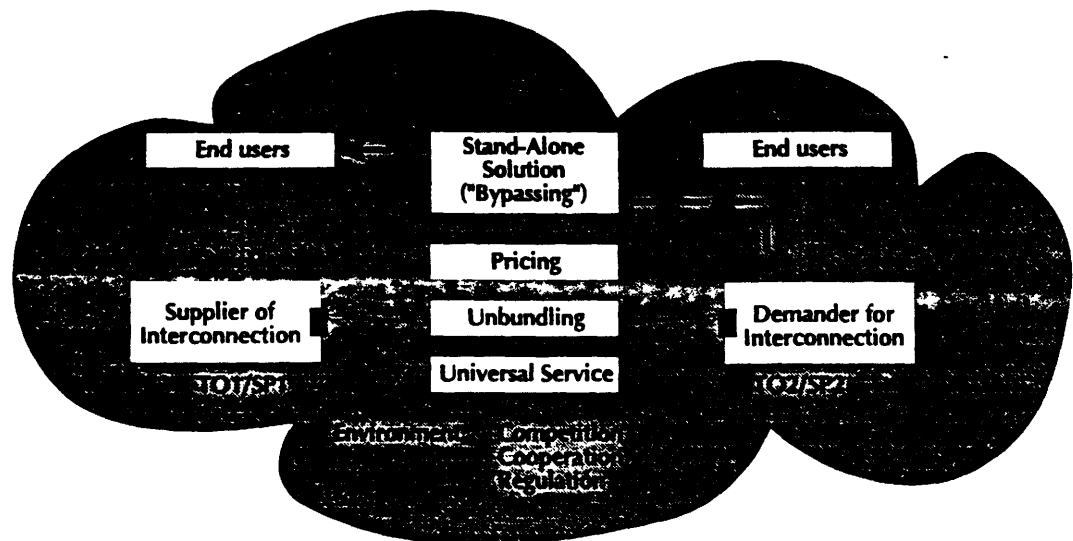 End users
Stand-Alone
Solution
("Bypassing")
End users
Pricing
Supplier of
Interconnection
Unbundling
Demander for
Interconnection
Universal Service
Environment
Competition
Cooperation
Regulation